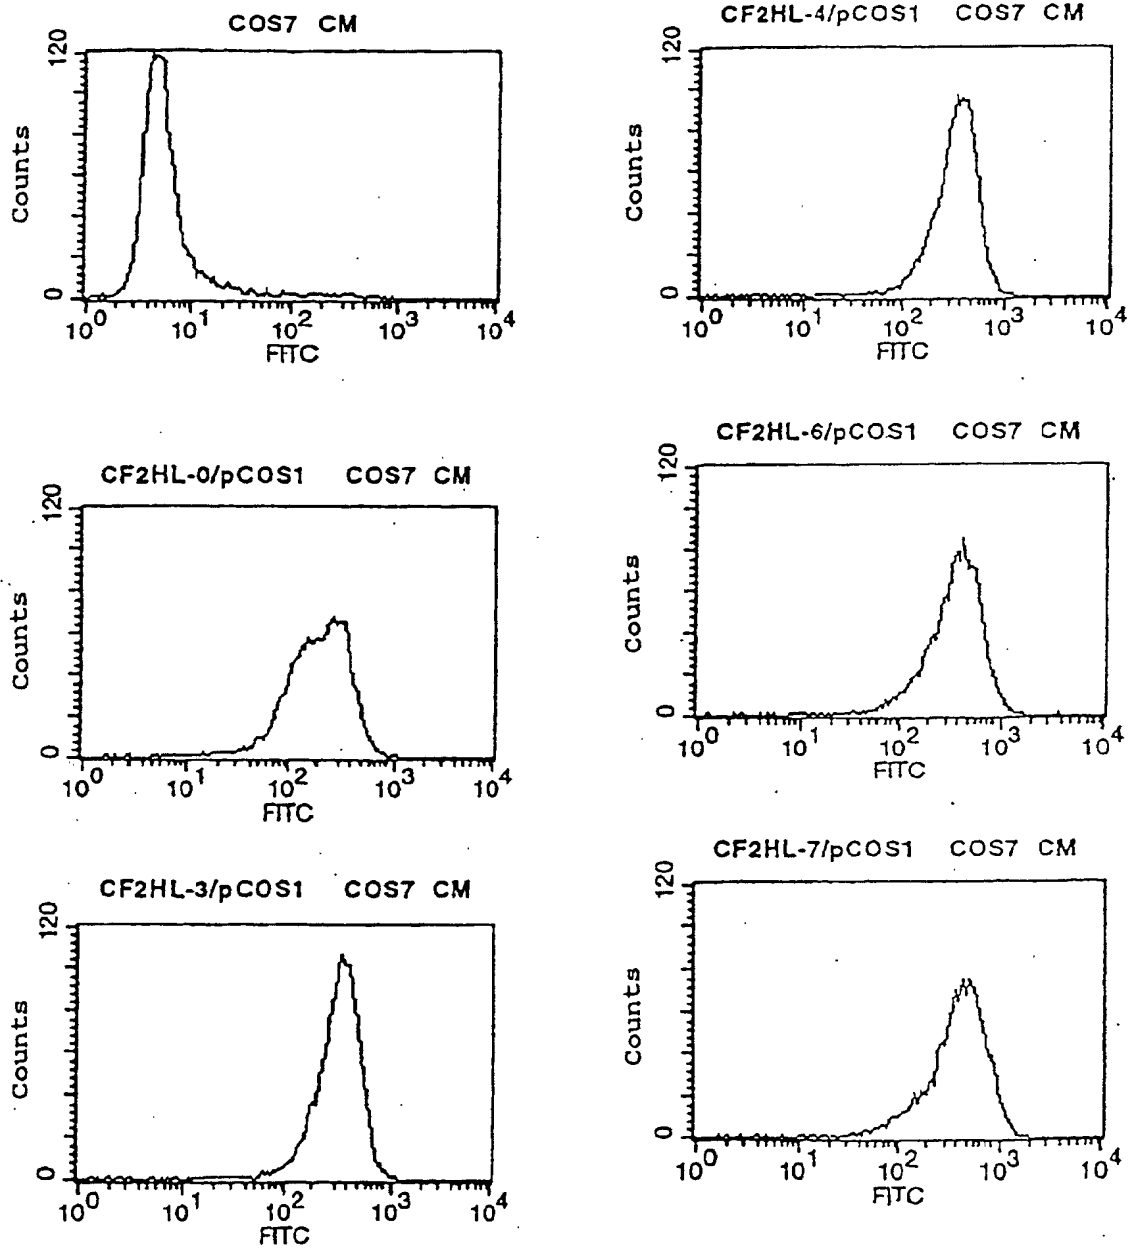 COS7 CM
120
Counts
0
10^0 10^1 10^2 10^3 10^4
FITC
CF2HL-0/pCOS1 COS7 CM
120
Counts
0
10^0 10^1 10^2 10^3 10^4
FITC
CF2HL-3/pCOS1 COS7 CM
120
Counts
0
10^0 10^1 10^2 10^3 10^4
FITC
CF2HL-4/pCOS1 COS7 CM
120
Counts
0
10^0 10^1 10^2 10^3 10^4
FITC
CF2HL-6/pCOS1 COS7 CM
120
Counts
0
10^0 10^1 10^2 10^3 10^4
FITC
CF2HL-7/pCOS1 COS7 CM
120
Counts
0
10^0 10^1 10^2 10^3 10^4
FITC